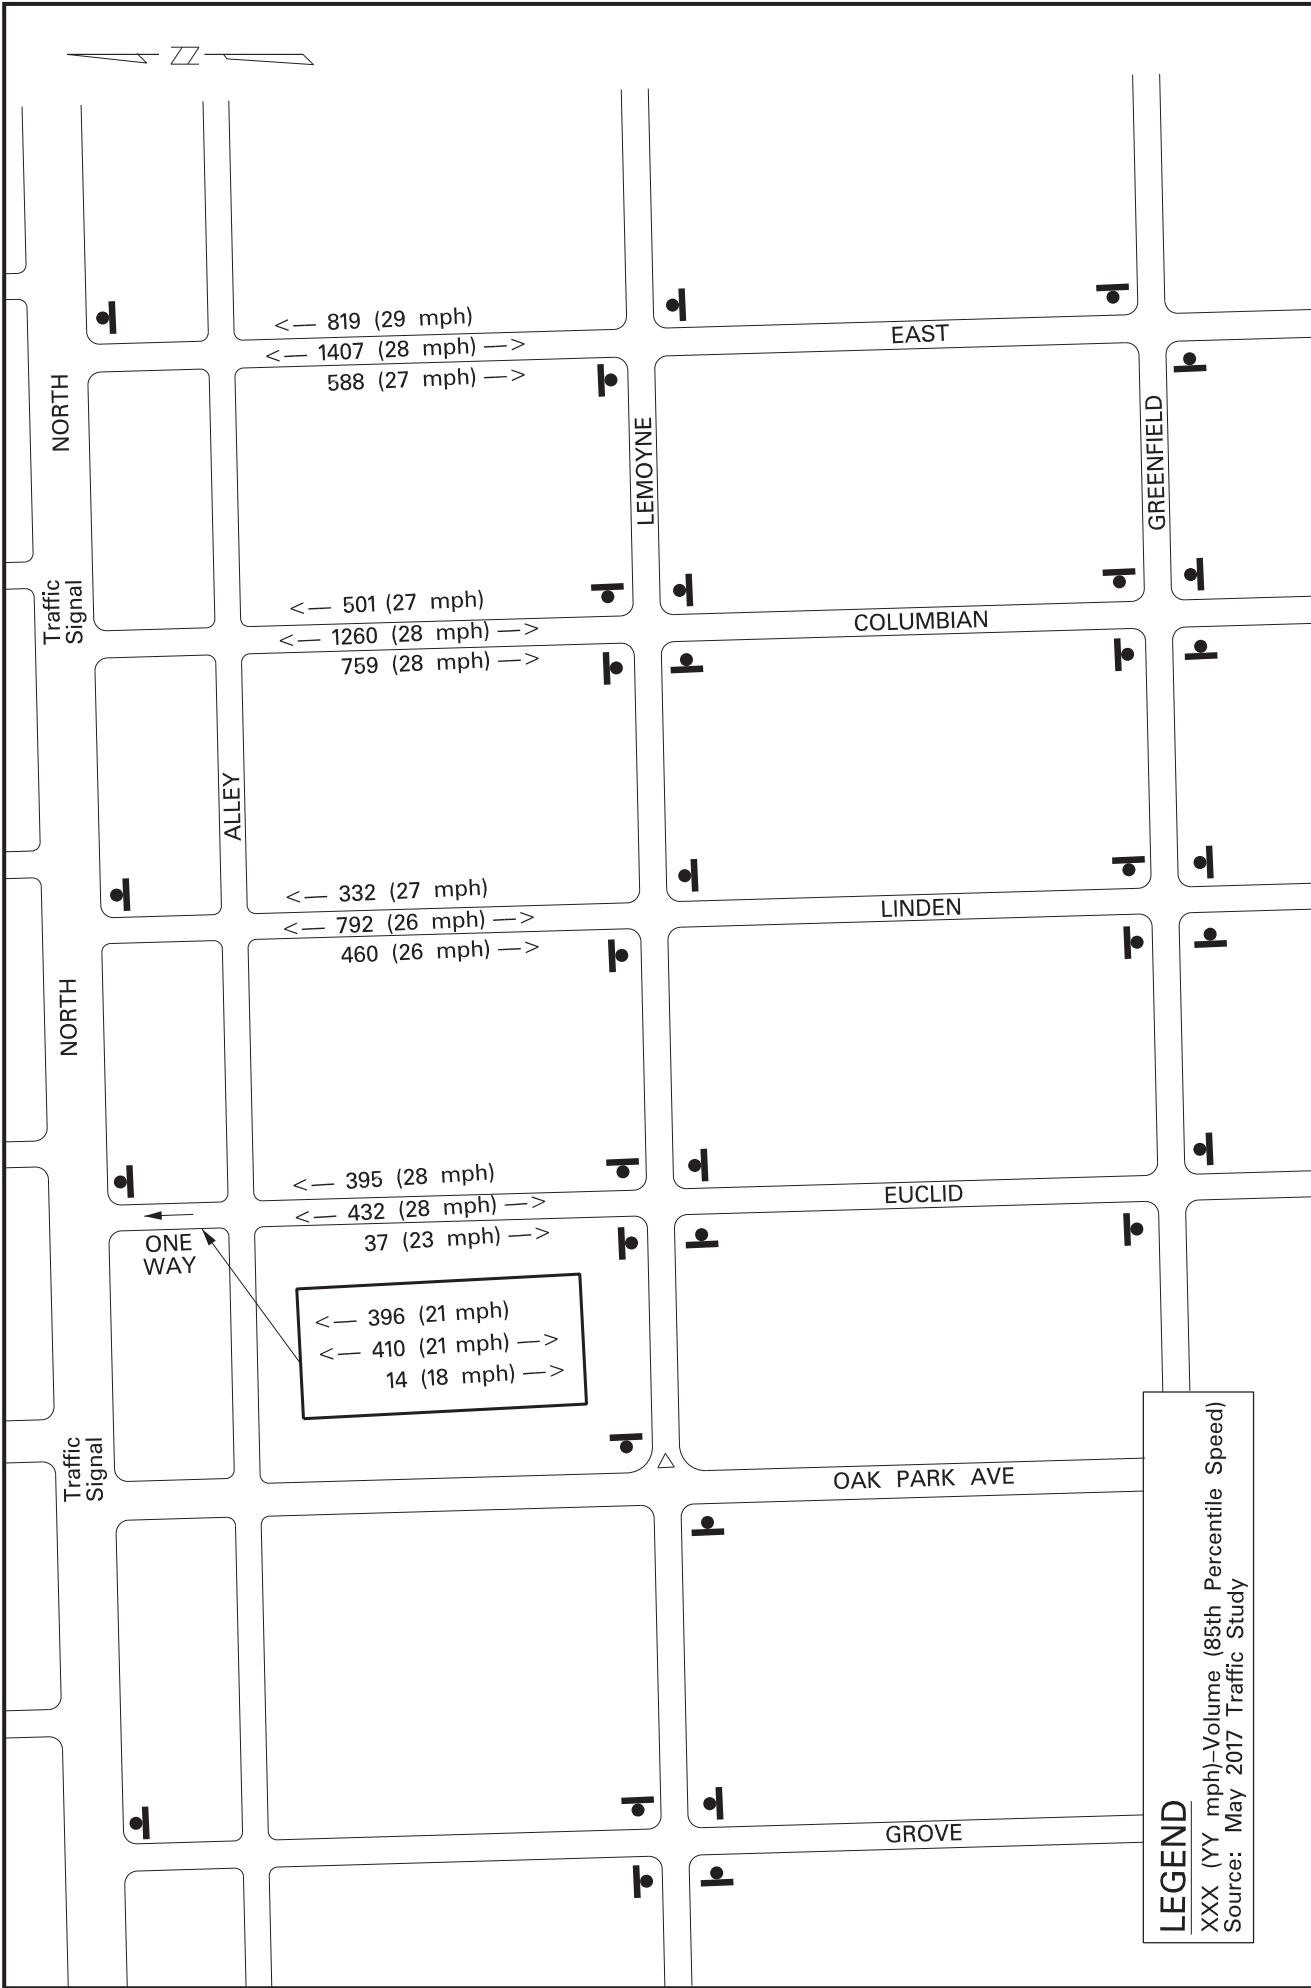 N
<— 819 (29 mph)
<— 1407 (28 mph) —>
588 (27 mph) —>
EAST
NORTH
LEMOYNE
GREENFIELD
Traffic
Signal
<— 501 (27 mph)
<— 1260 (28 mph) —>
759 (28 mph) —>
COLUMBIAN
ALLEY
<— 332 (27 mph)
<— 792 (26 mph) —>
460 (26 mph) —>
LINDEN
NORTH
<— 395 (28 mph)
<— 432 (28 mph) —>
37 (23 mph) —>
EUCLID
ONE
WAY
<— 396 (21 mph)
<— 410 (21 mph) —>
14 (18 mph) —>
Traffic
Signal
OAK PARK AVE
GROVE
LEGEND
XXX (YY mph)–Volume (85th Percentile Speed)
Source: May 2017 Traffic Study